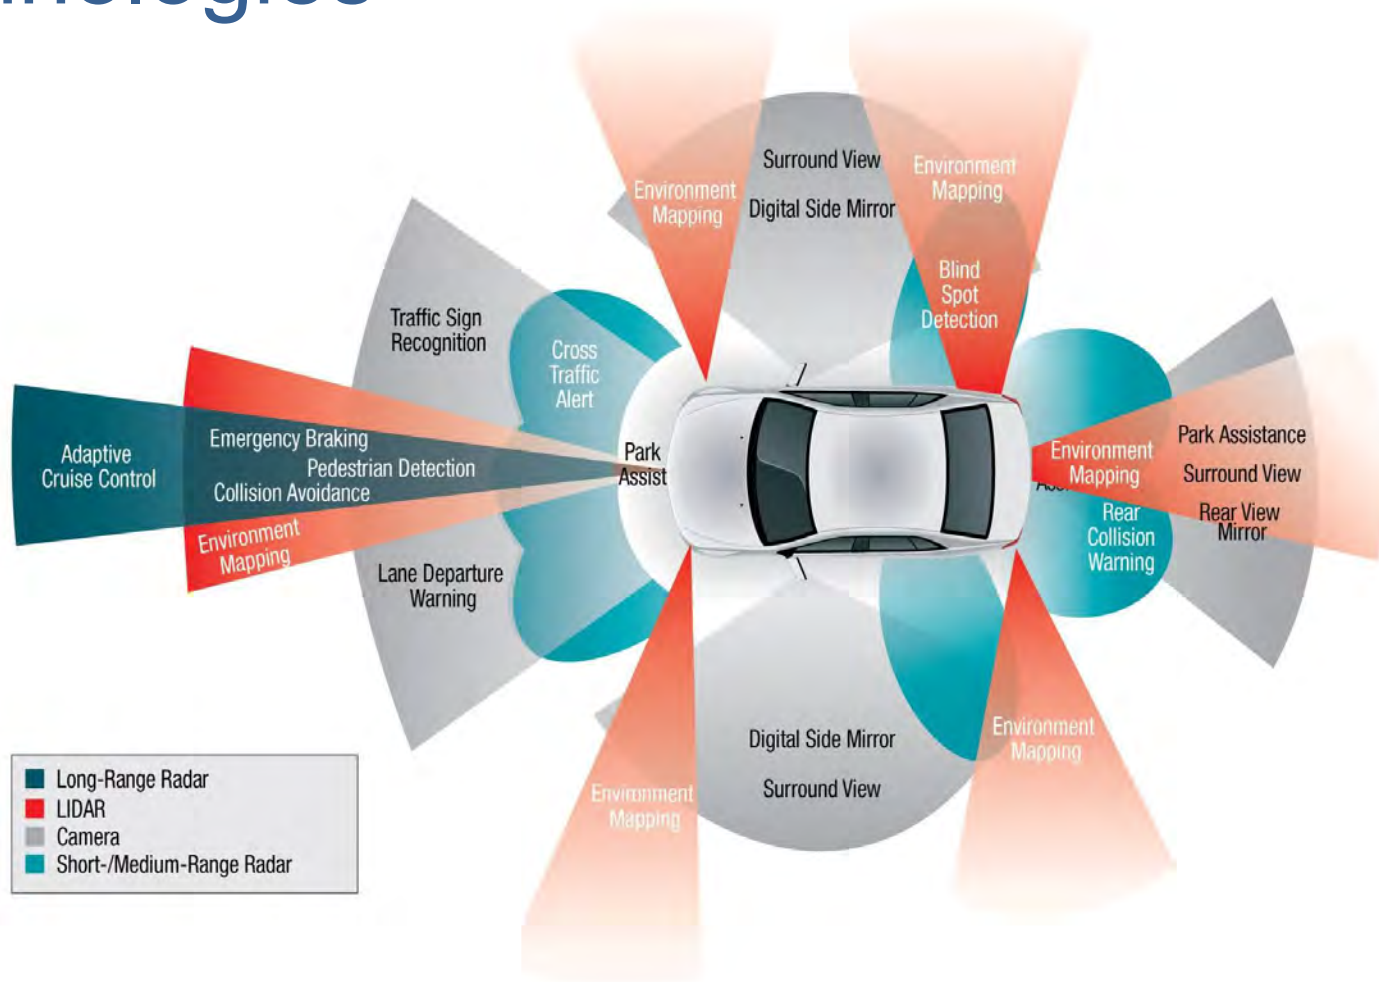 Surround View
Digital Side Mirror
Environment
Mapping
Environment
Mapping
Blind
Spot
Detection
Traffic Sign
Recognition
Cross
Traffic
Alert
Adaptive
Cruise Control
Emergency Braking
Pedestrian Detection
Collision Avoidance
Environment
Mapping
Lane Departure
Warning
Park
Assist
Environment
Mapping
Rear
Collision
Warning
Park Assistance
Surround View
Rear View
Mirror
Digital Side Mirror
Surround View
Environment
Mapping
Environment
Mapping
Long-Range Radar
LIDAR
Camera
Short-/Medium-Range Radar